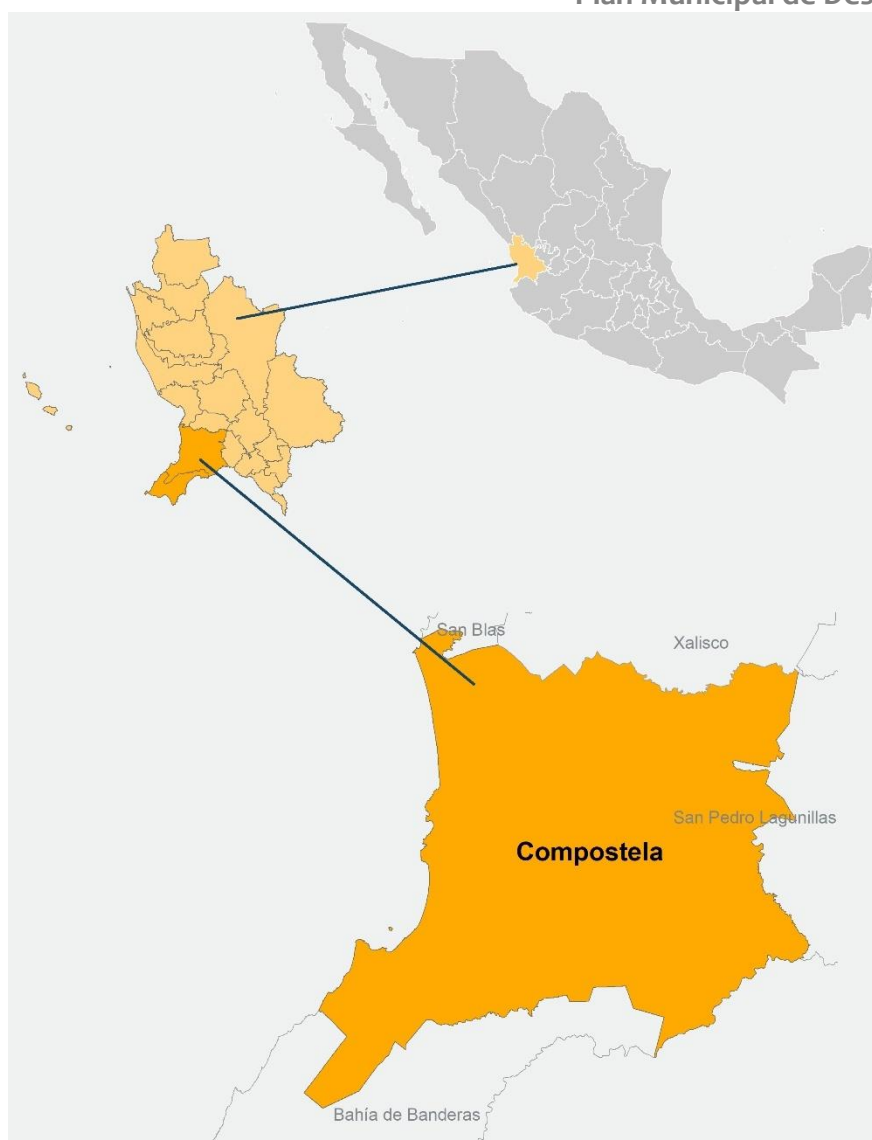 Plan Municipal de Des
San Blas
Xalisco
San Pedro Lagunillas
Compostela
Bahía de Banderas